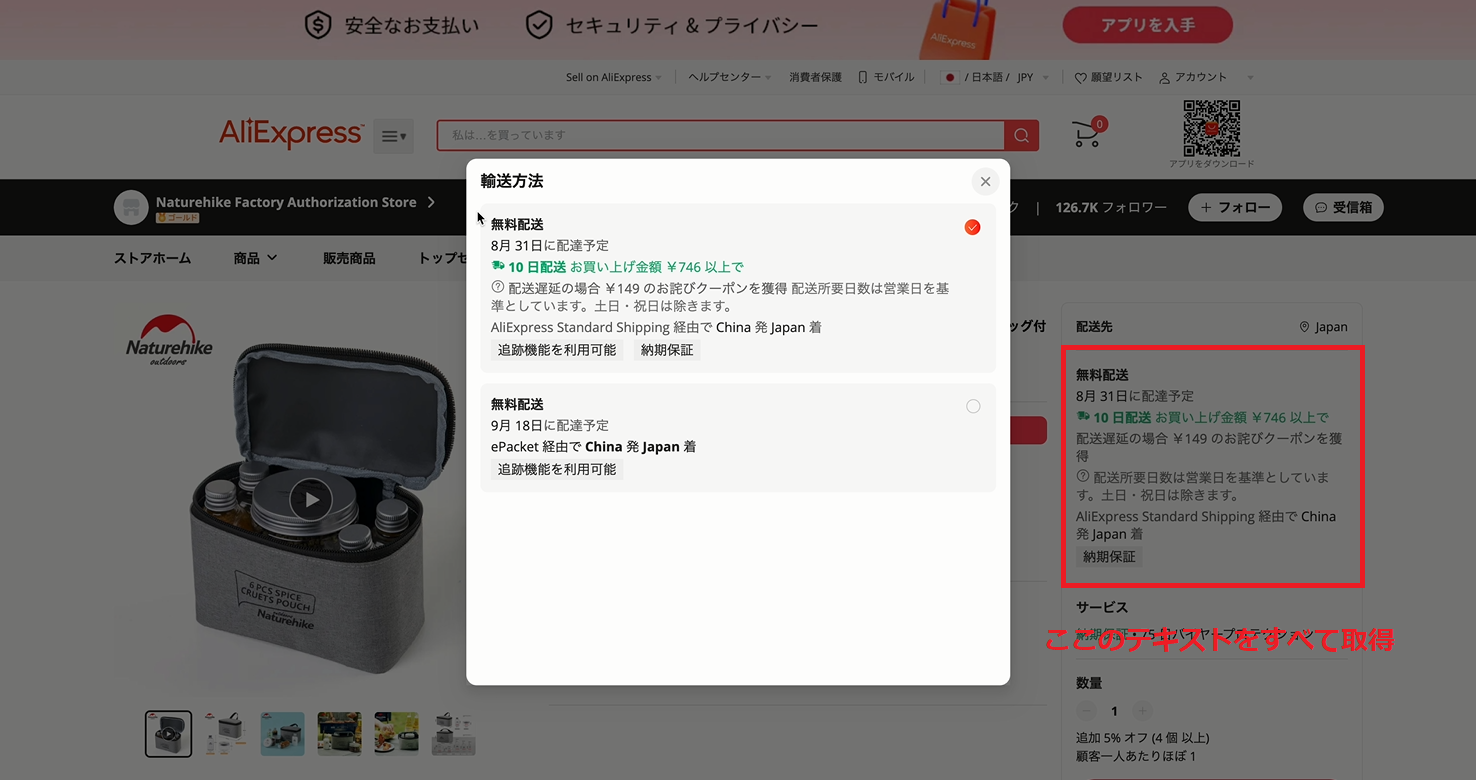 安全なお支払い
セキュリティ & プライバシー
AliExpress
アプリを入手
Sell on AliExpress
ヘルプセンター
消費者保護
モバイル
/ 日本語 / JPY
願望リスト
アカウント
AliExpress
私は...を買っています
0
アプリをダウンロード
Naturehike Factory Authorization Store
ゴールド
ク | 126.7K フォロワー
+ フォロー
受信箱
ストアホーム
商品
販売商品
トップセ
輸送方法
無料配送
8月 31日に配達予定
10 日配送 お買い上げ金額 ¥746 以上で
配送遅延の場合 ¥149 のお詫びクーポンを獲得 配送所要日数は営業日を基
準としています。土日・祝日は除きます。
AliExpress Standard Shipping 経由で China 発 Japan 着
追跡機能を利用可能
納期保証
無料配送
9月 18日に配達予定
ePacket 経由で China 発 Japan 着
追跡機能を利用可能
Naturehike
outdoors
6 PCS SPICE
CRUETS POUCH
Naturehike
ッグ付
配送先
Japan
無料配送
8月 31日に配達予定
10 日配送 お買い上げ金額 ¥746 以上で
配送遅延の場合 ¥149 のお詫びクーポンを獲
得
配送所要日数は営業日を基準としていま
す。土日・祝日は除きます。
AliExpress Standard Shipping 経由で China
発 Japan 着
納期保証
サービス
納期保証・75
ここのテキストをすべて取得
数量
1
追加 5% オフ (4 個 以上)
顧客一人あたりほぼ 1